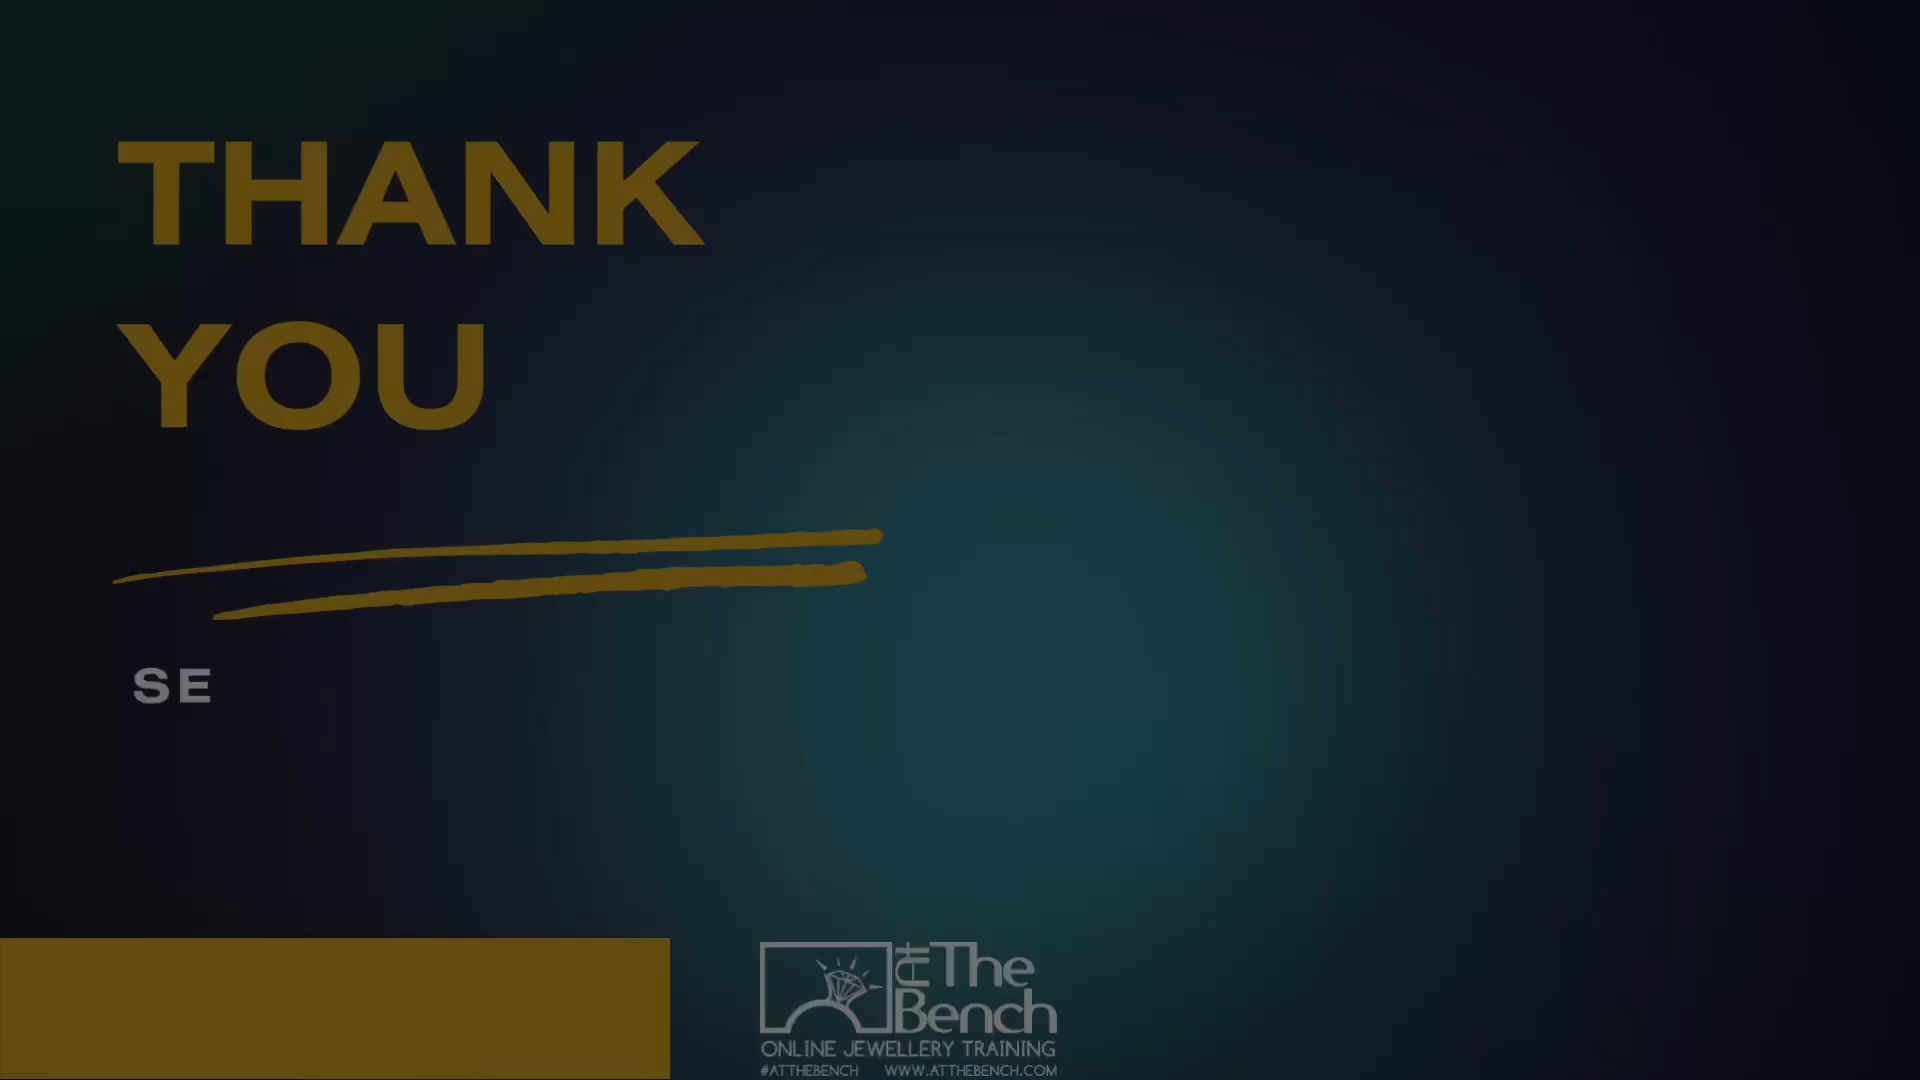 THANK
YOU
SE
At The
Bench
ONLINE JEWELLERY TRAINING
#ATTHEBENCH WWW.ATTHEBENCH.COM